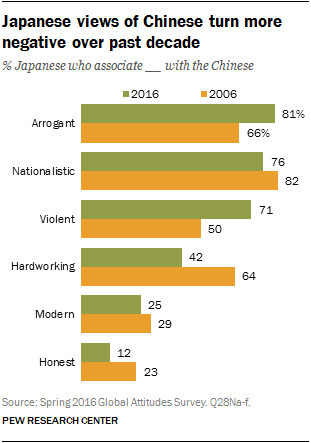 Japanese views of Chinese turn more
negative over past decade
% Japanese who associate __ with the Chinese
2016 2006
Arrogant 81%
66%
Nationalistic 76
82
Violent 71
50
Hardworking 42
64
Modern 25
29
Honest 12
23
Source: Spring 2016 Global Attitudes Survey. Q28Na-f.
PEW RESEARCH CENTER